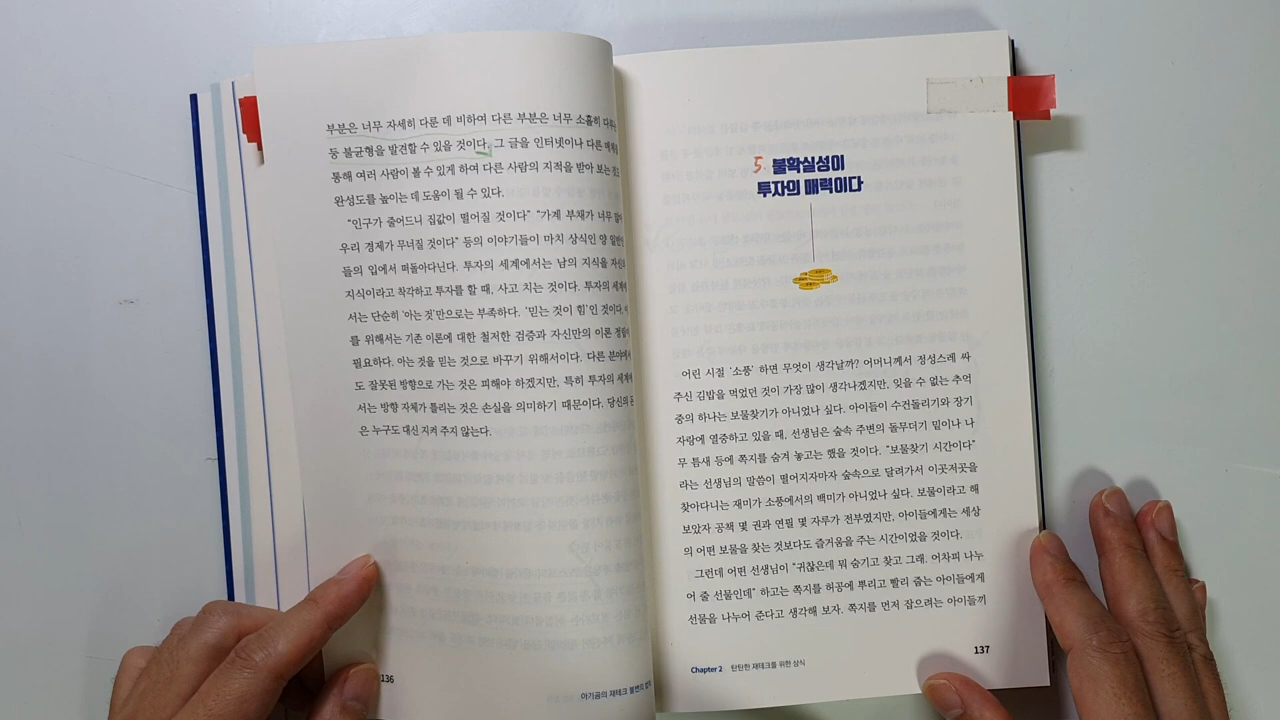 부분은 너무 자세히 다룬 데 비하여 다른 부분은 너무 소홀히
등 불균형을 발견할 수 있을 것이다. 그 글을 인터넷이나 다른
통해 여러 사람이 볼 수 있게 하여 다른 사람의 지적을 받아 보는
완성도를 높이는 데 도움이 될 수 있다.
“인구가 줄어드니 집값이 떨어질 것이다” “가계 부채가 너무
우리 경제가 무너질 것이다” 등의 이야기들이 마치 상식인 양
들의 입에서 떠돌아다닌다. 투자의 세계에서는 남의 지식을
지식이라고 착각하고 투자를 할 때, 사고 치는 것이다. 투자의
서는 단순히 ‘아는 것’만으로는 부족하다. ‘믿는 것이 힘’인 것이다.
를 위해서는 기존 이론에 대한 철저한 검증과 자신만의 이론
필요하다. 아는 것을 믿는 것으로 바꾸기 위해서이다. 다른
도 잘못된 방향으로 가는 것은 피해야 하겠지만, 특히 투자의
서는 방향 자체가 틀리는 것은 손실을 의미하기 때문이다. 당신의
은 누구도 대신 지켜 주지 않는다.
136
아기곰의 재테크 불변의
5. 불확실성이
투자의 매력이다
어린 시절 ‘소풍’ 하면 무엇이 생각날까? 어머니께서 정성스레 싸
주신 김밥을 먹었던 것이 가장 많이 생각나겠지만, 잊을 수 없는 추억
중의 하나는 보물찾기가 아니었나 싶다. 아이들이 수건돌리기와 장기
자랑에 열중하고 있을 때, 선생님은 숲속 주변의 돌무더기 밑이나 나
무 틈새 등에 쪽지를 숨겨 놓고는 했을 것이다. “보물찾기 시간이다”
라는 선생님의 말씀이 떨어지자마자 숲속으로 달려가서 이곳저곳을
찾아다니는 재미가 소풍에서의 백미가 아니었나 싶다. 보물이라고 해
보았자 공책 몇 권과 연필 몇 자루가 전부였지만, 아이들에게는 세상
의 어떤 보물을 찾는 것보다도 즐거움을 주는 시간이었을 것이다.
그런데 어떤 선생님이 “귀찮은데 뭐 숨기고 찾고 그래. 어차피 나누
어 줄 선물인데” 하고는 쪽지를 허공에 뿌리고 빨리 줍는 아이들에게
선물을 나누어 준다고 생각해 보자. 쪽지를 먼저 잡으려는 아이들끼
Chapter 2 탄탄한 재테크를 위한 상식
137